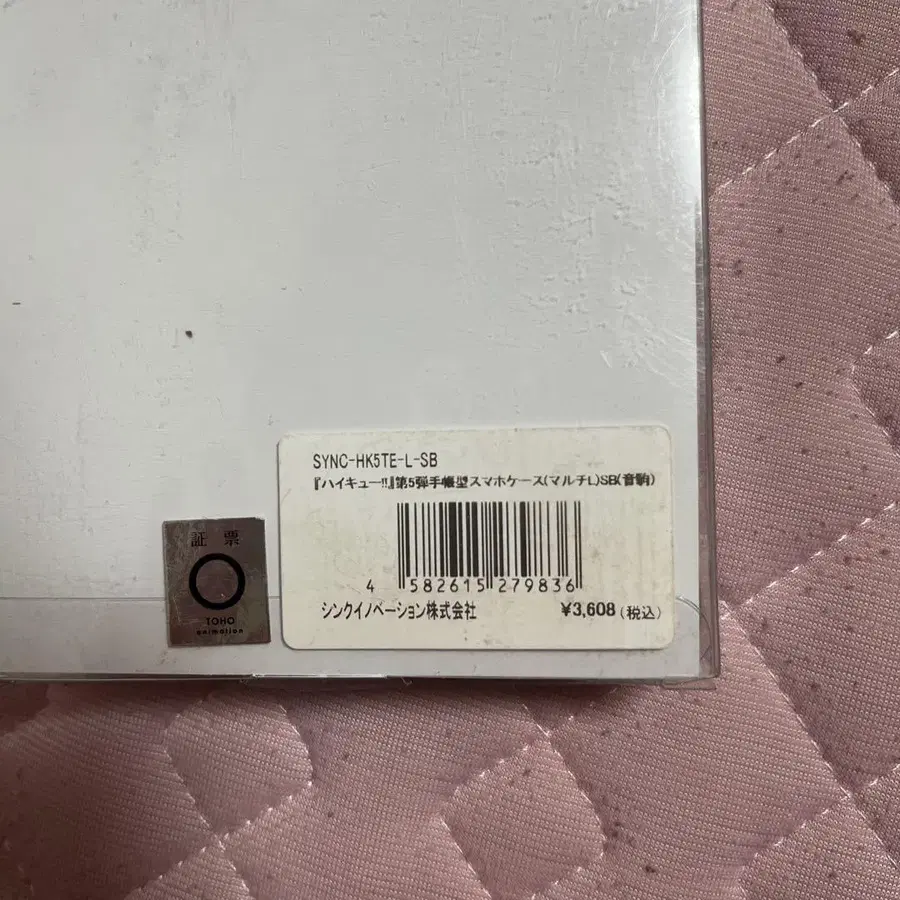 SYNC-HK5TE-L-SB
『ハイキュー!!』第5弾手帳型スマホケース(マルチL)SB(音駒)
4 582615 279836
シンクイノベーション株式会社 ¥3,608(税込)
証 票
TOHO
animation